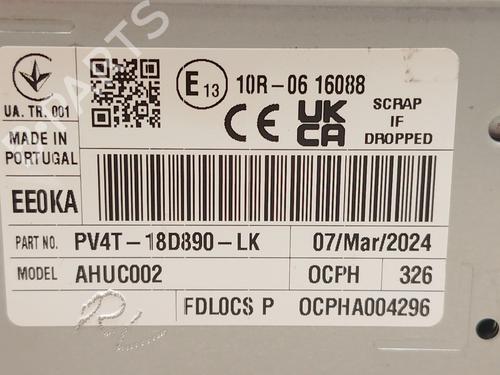 E13 10R-06 16088
UA. TR. 001
CE UK CA
SCRAP
IF
DROPPED
MADE IN
PORTUGAL
EE0KA
PART NO. PV4T-18D890-LK 07/Mar/2024
MODEL AHUC002 OCPH 326
FDLOCS P OCPHA004296